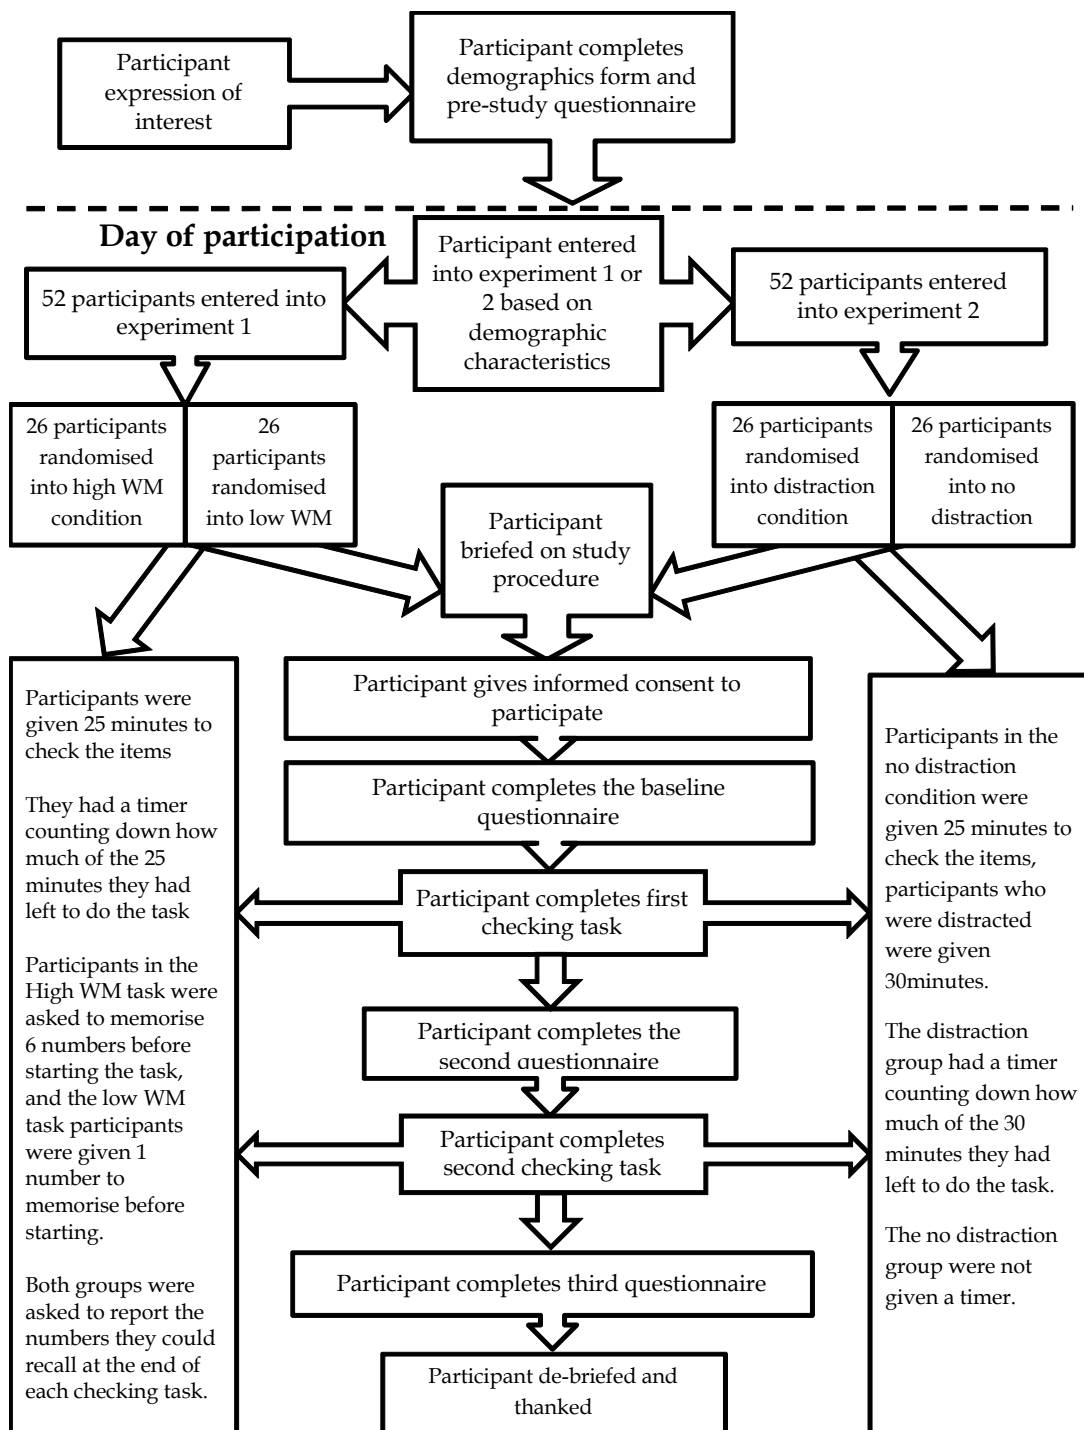 Participant
expression of
interest
Participant completes
demographics form and
pre-study questionnaire
Day of participation
Participant entered
into experiment 1 or
2 based on
demographic
characteristics
52 participants entered into
experiment 1
52 participants entered
into experiment 2
26 participants
randomised
into high WM
condition
26
participants
randomised
into low WM
26 participants
randomised
into distraction
condition
26 participants
randomised
into no
distraction
Participant
briefed on study
procedure
Participant gives informed consent to
participate
Participant completes the baseline
questionnaire
Participant completes first
checking task
Participant completes the
second questionnaire
Participant completes
second checking task
Participant completes third questionnaire
Participant de-briefed and
thanked
Participants were
given 25 minutes to
check the items
They had a timer
counting down how
much of the 25
minutes they had
left to do the task
Participants in the
High WM task were
asked to memorise
6 numbers before
starting the task,
and the low WM
task participants
were given 1
number to
memorise before
starting.
Both groups were
asked to report the
numbers they could
recall at the end of
each checking task.
Participants in the
no distraction
condition were
given 25 minutes to
check the items,
participants who
were distracted
were given
30minutes.
The distraction
group had a timer
counting down how
much of the 30
minutes they had
left to do the task.
The no distraction
group were not
given a timer.